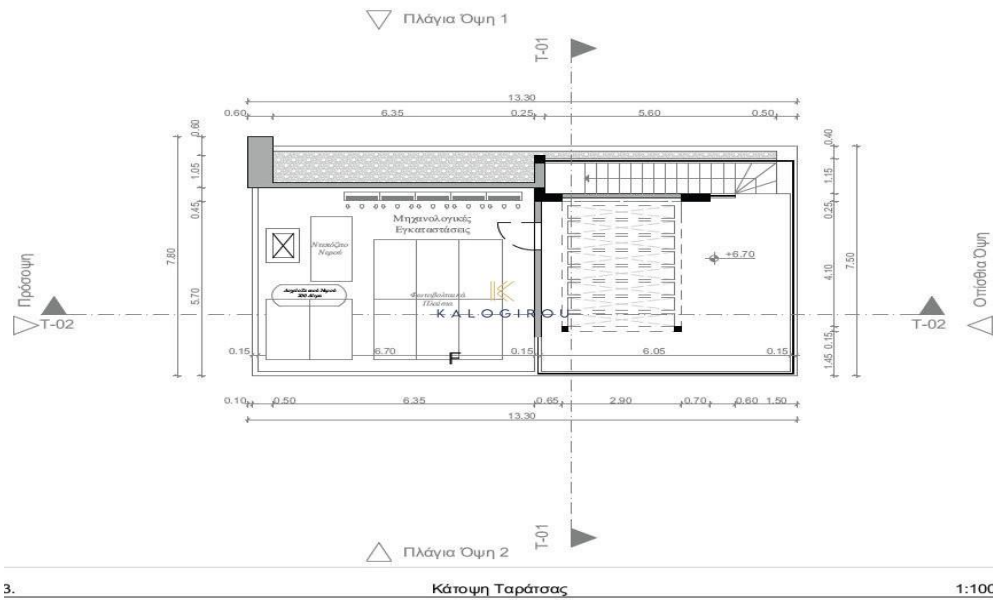 Πλάγια Όψη 1
T-01
13.30
0.60 6.35 0.25 5.60 0.50
0.60
1.05
0.45
5.70
7.80
0.40
1.15
0.25
4.10
0.15
1.45
7.50
Μηχανολογικές
Εγκαταστάσεις
Ντεπόζιτο
Νερού
Φωτοβολταικά
Πλαίσια
KALOGIROU
+6.70
Πρόσοψη
T-02
Οπίσθια Όψη
T-02
0.15 6.70 0.15 6.05 0.15
F
0.10 0.50 6.35 0.65 2.90 0.70 0.60 1.50
13.30
T-01
Πλάγια Όψη 2
3. Κάτοψη Ταράτσας 1:100